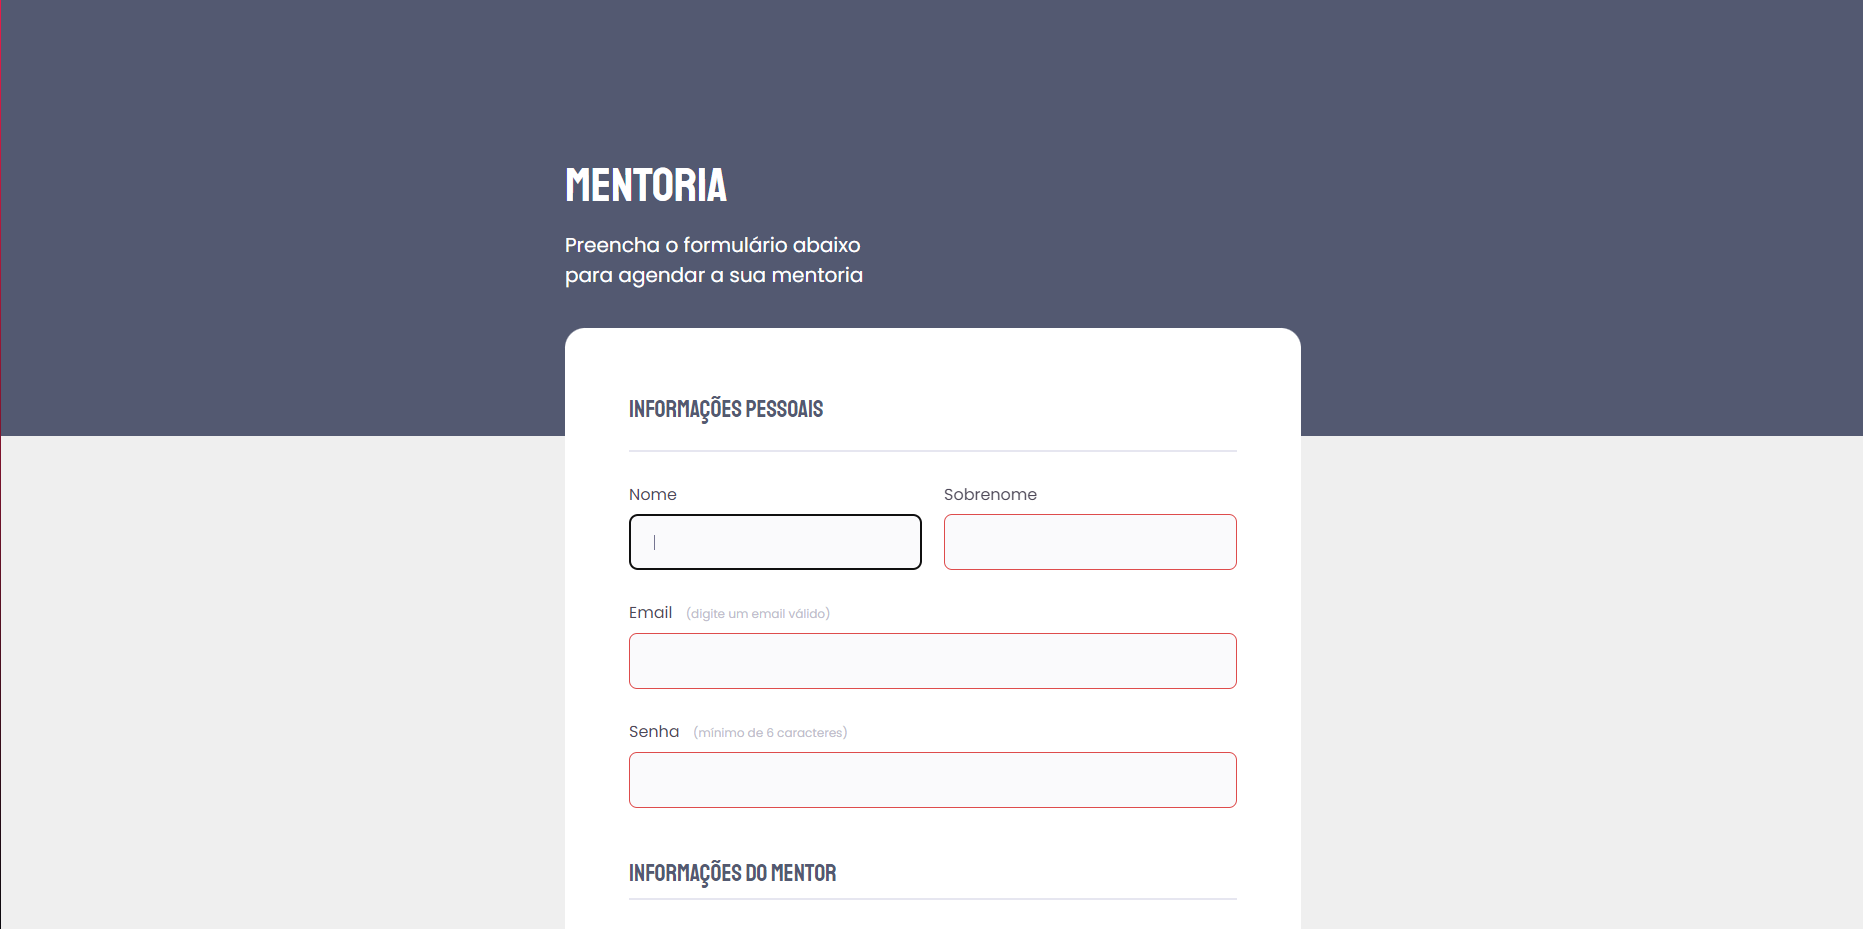 MENTORIA
Preencha o formulário abaixo
para agendar a sua mentoria
INFORMAÇÕES PESSOAIS
Nome Sobrenome
Email (digite um email válido)
Senha (mínimo de 6 caracteres)
INFORMAÇÕES DO MENTOR